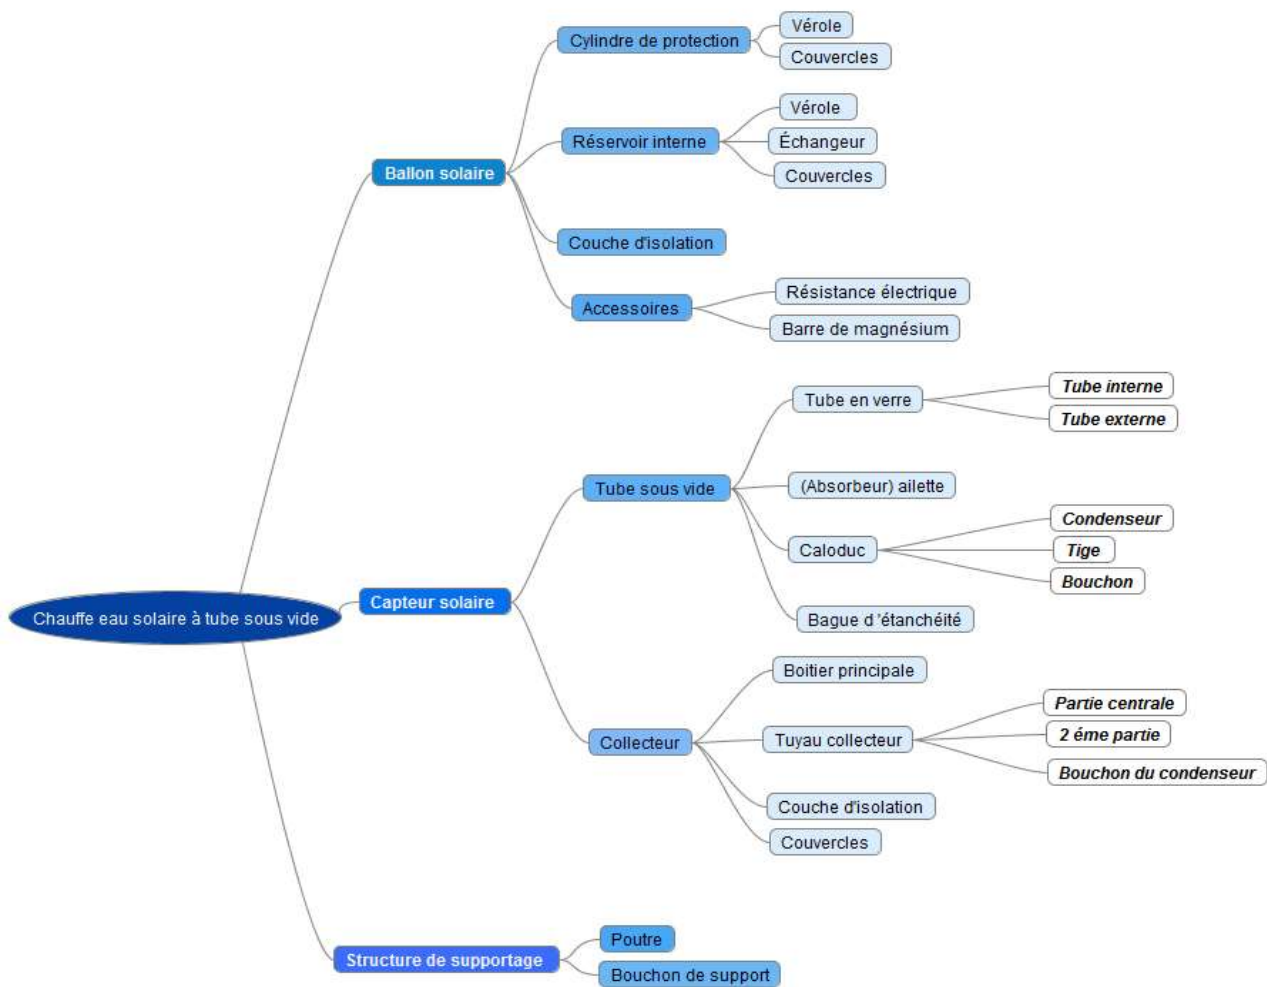 Vérole
Cylindre de protection
Couvercles
Vérole
Réservoir interne
Échangeur
Couvercles
Ballon solaire
Couche d'isolation
Résistance électrique
Accessoires
Barre de magnésium
Tube interne
Tube en verre
Tube externe
Tube sous vide
(Absorbeur) ailette
Condenseur
Caloduc
Tige
Bouchon
Capteur solaire
Chauffe eau solaire à tube sous vide
Bague d 'étanchéité
Boitier principale
Partie centrale
Collecteur
Tuyau collecteur
2 éme partie
Bouchon du condenseur
Couche d'isolation
Couvercles
Poutre
Structure de supportage
Bouchon de support